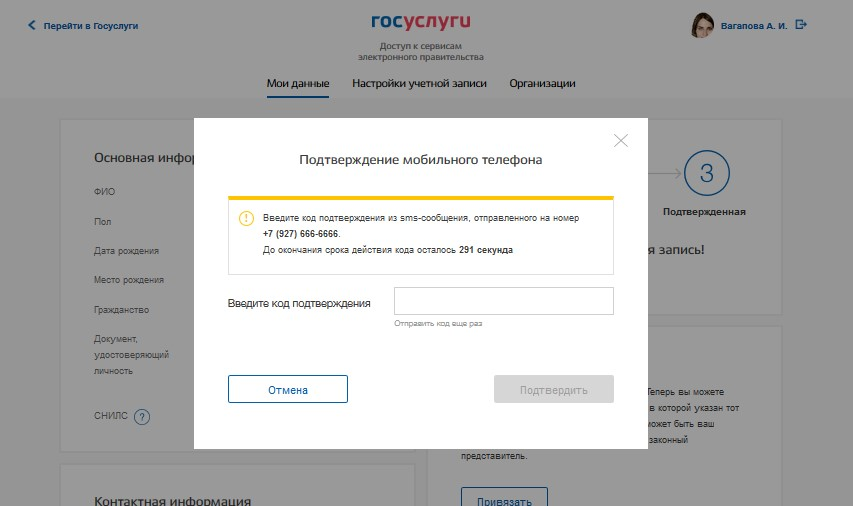 Перейти в Госуслуги
госуслуги
Вагапова А. И.
Доступ к сервисам
электронного правительства
Мои данные
Настройки учетной записи
Организации
Основная инфор
ФИО
Пол
Дата рождения
Место рождения
Гражданство
Документ,
удостоверяющий
личность
СНИЛС ?
Контактная информация
Подтверждение мобильного телефона
Введите код подтверждения из sms-сообщения, отправленного на номер
+7 (927) 666-6666.
До окончания срока действия кода осталось 291 секунда
Введите код подтверждения
Отправить код еще раз
Отмена
Подтвердить
3
Подтвержденная
я запись!
Теперь вы можете
в которой указан тот
может быть ваш
законный
представитель.
Привязать